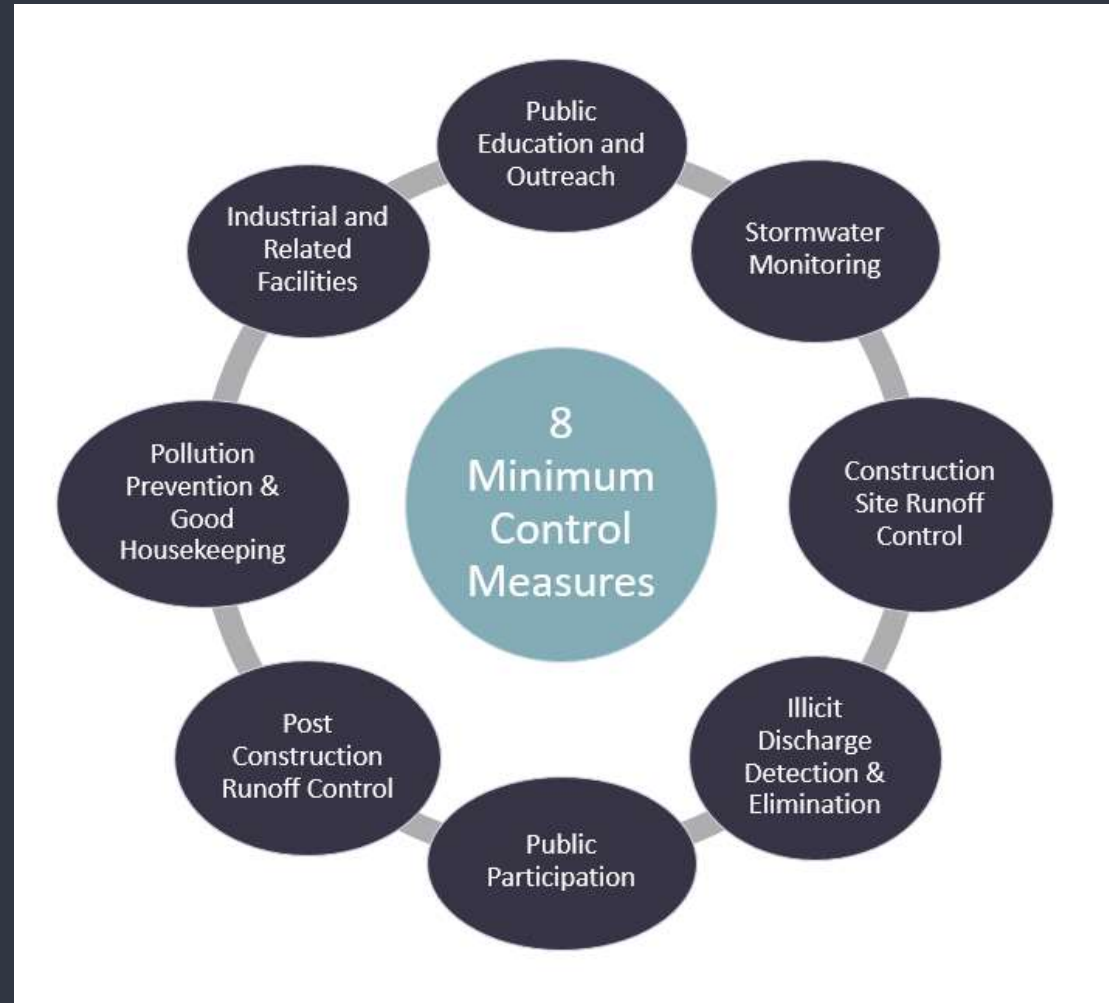 Public
Education and
Outreach
Stormwater
Monitoring
Construction
Site Runoff
Control
Illicit
Discharge
Detection &
Elimination
Public
Participation
Post
Construction
Runoff Control
Pollution
Prevention &
Good
Housekeeping
Industrial and
Related
Facilities
8
Minimum
Control
Measures